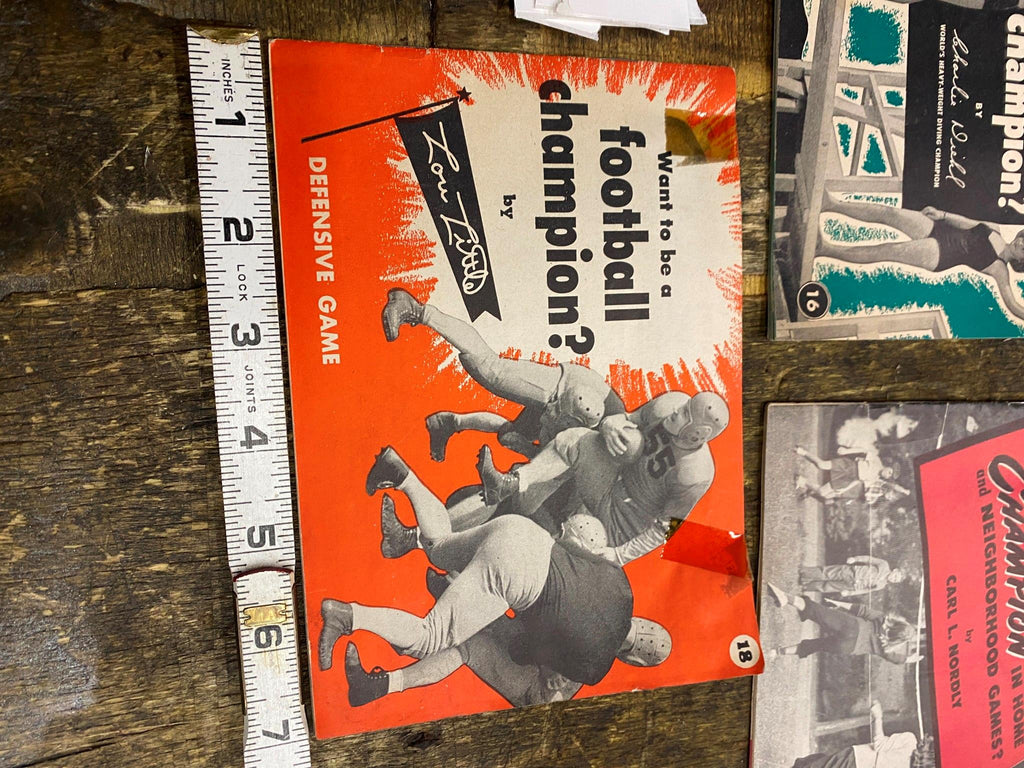 Want to be a
football
champion?
by
Lou Little
DEFENSIVE GAME
18
INCHES
1
2
LOCK
3
JOINTS
4
5
6
7
55
champion?
BY
Charlie Diehl
WORLD'S HEAVY-WEIGHT DIVING CHAMPION
16
CHAMPION IN HOME
and NEIGHBORHOOD GAMES?
by
CARL L. NORDLY